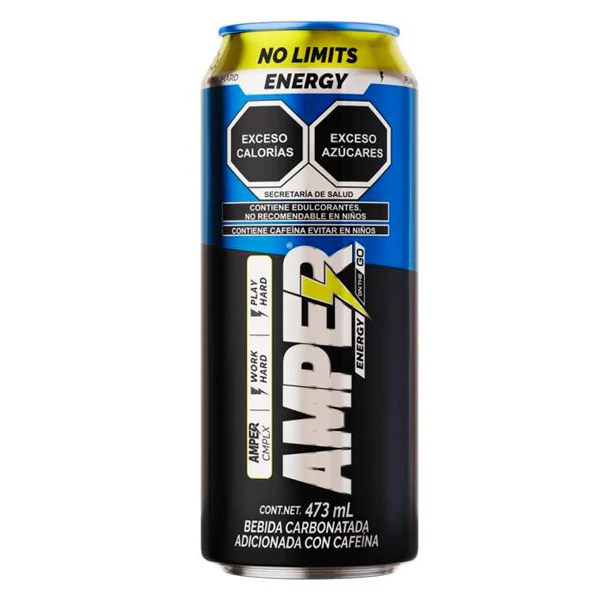 NO LIMITS
ENERGY
EXCESO
CALORÍAS
EXCESO
AZÚCARES
SECRETARÍA DE SALUD
CONTIENE EDULCORANTES,
NO RECOMENDABLE EN NIÑOS
CONTIENE CAFEÍNA EVITAR EN NIÑOS
AMPER®
ENERGY ON THE GO
AMPER
CMPLX
WORK
HARD
PLAY
HARD
CONT.NET. 473 mL
BEBIDA CARBONATADA
ADICIONADA CON CAFEÍNA